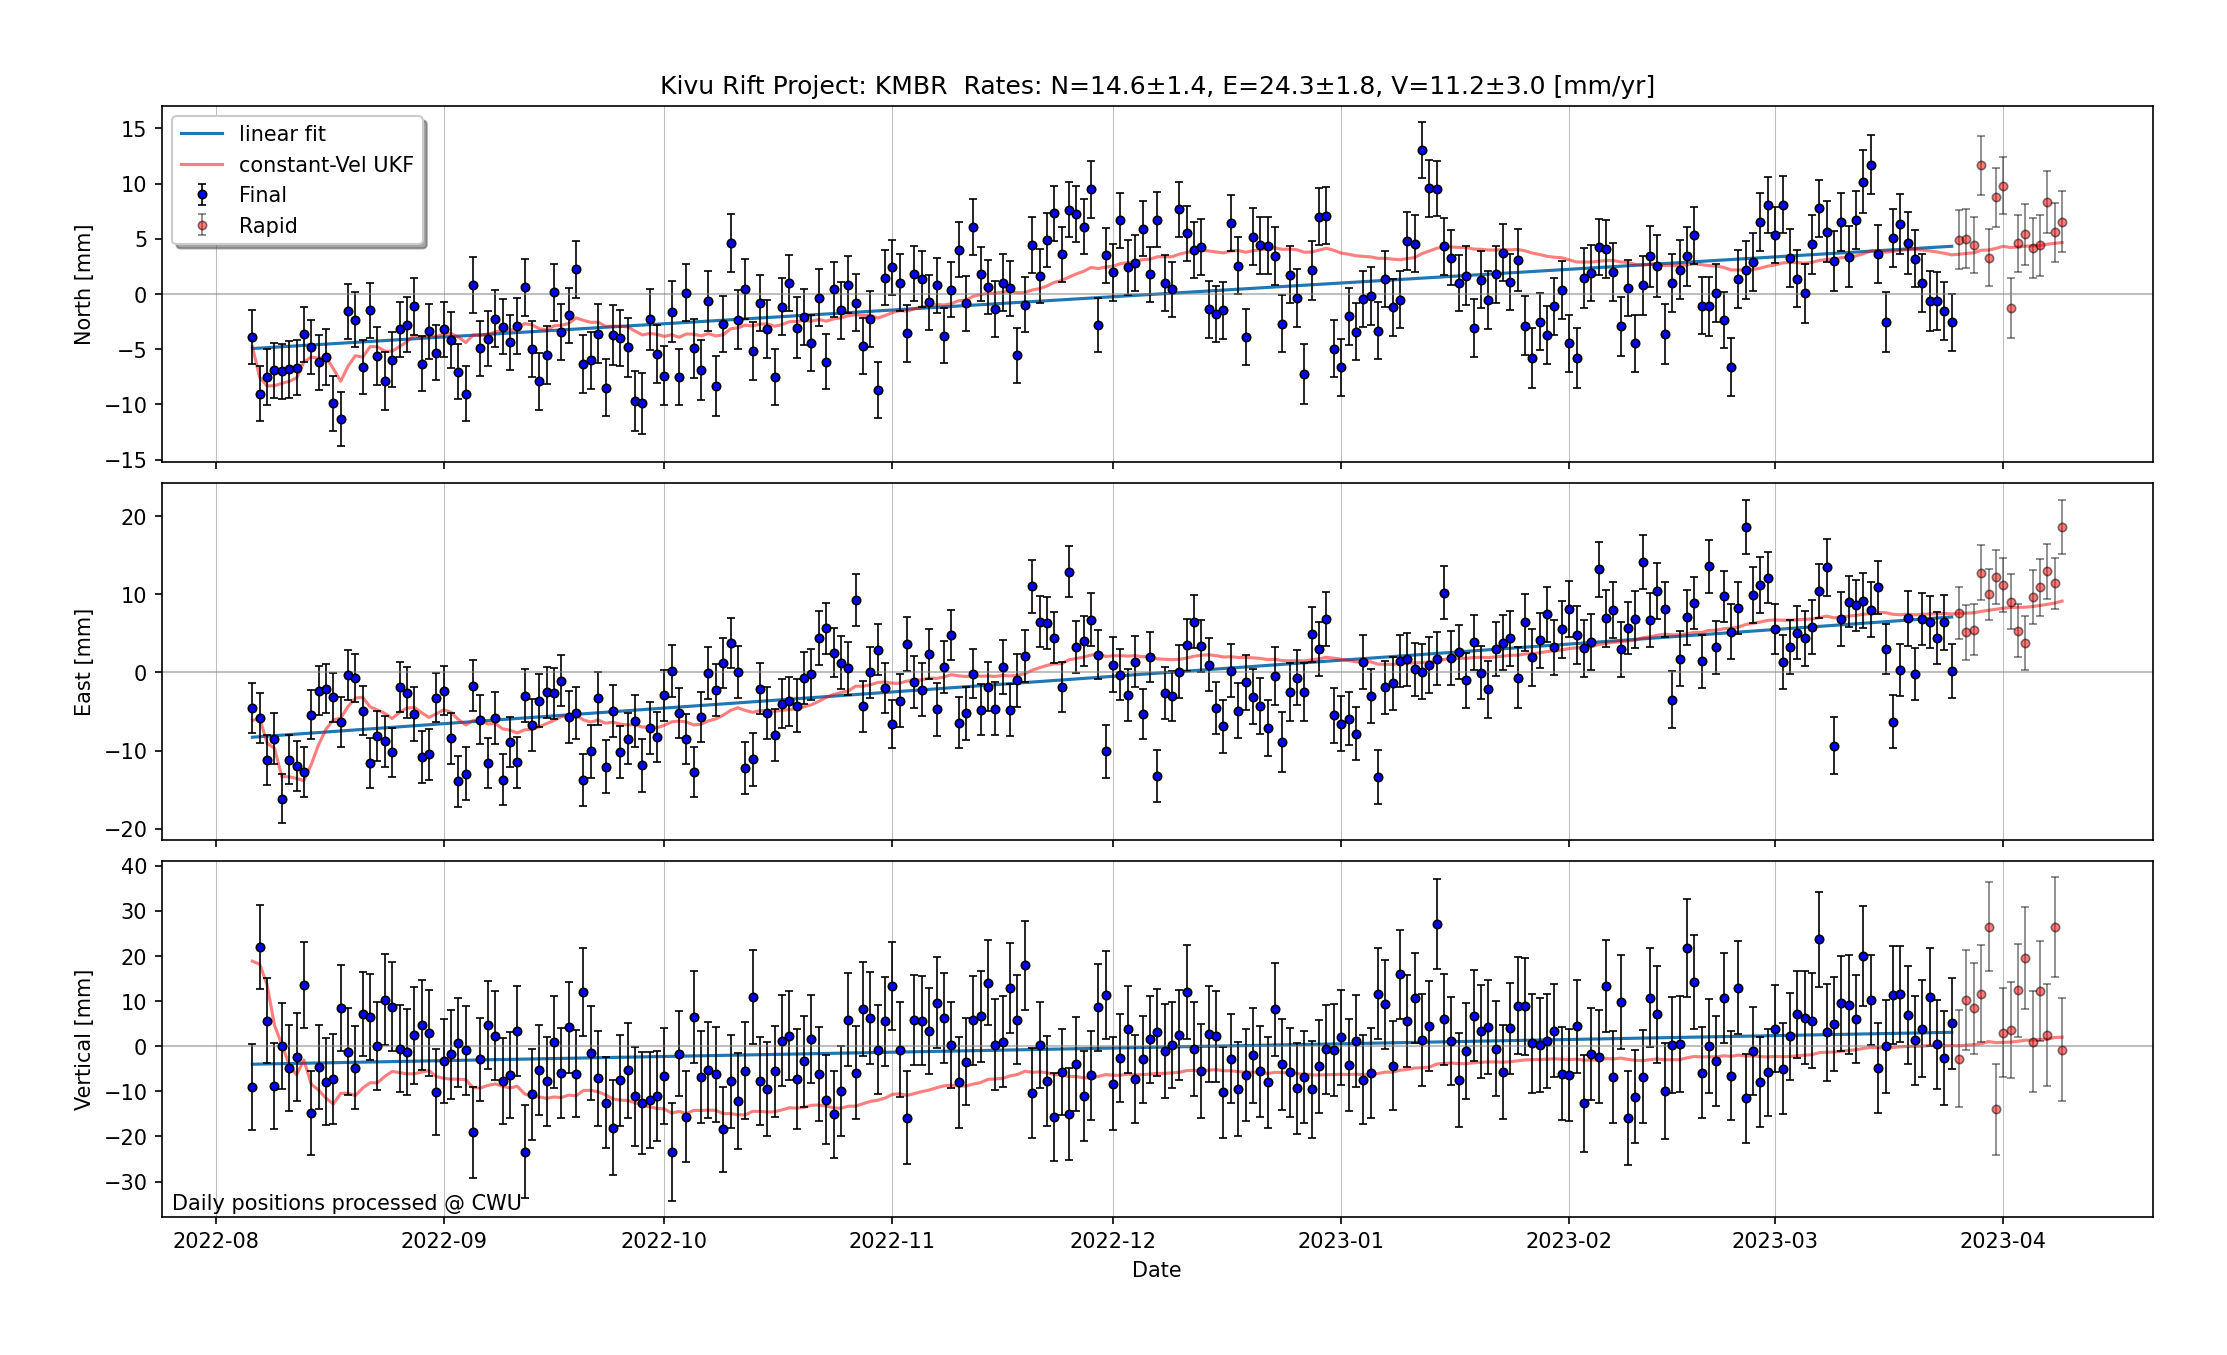 Kivu Rift Project: KMBR  Rates: N=14.6±1.4, E=24.3±1.8, V=11.2±3.0 [mm/yr]
linear fit
constant-Vel UKF
Final
Rapid
North [mm]
15
10
5
0
−5
−10
−15
East [mm]
20
10
0
−10
−20
Vertical [mm]
40
30
20
10
0
−10
−20
−30
Daily positions processed @ CWU
2022-08 2022-09 2022-10 2022-11 2022-12 2023-01 2023-02 2023-03 2023-04
Date